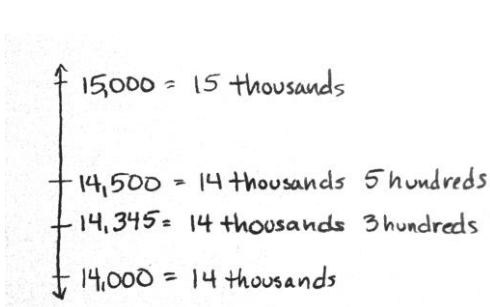 15,000 = 15 thousands
14,500 = 14 thousands 5 hundreds
14,345 = 14 thousands 3 hundreds
14,000 = 14 thousands